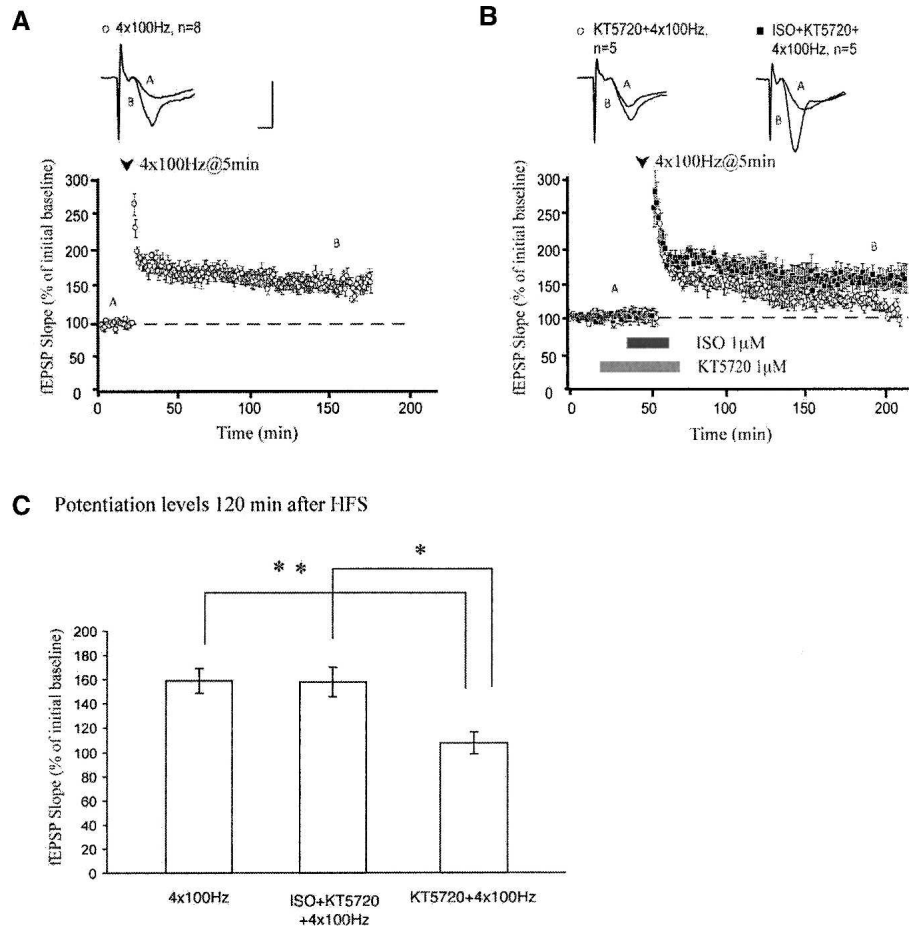 A
4x100Hz, n=8
A
B
4x100Hz@5min
fEPSP Slope (% of initial baseline)
300
250
200
150
100
50
0
A
B
0
50
100
150
200
Time (min)
B
KT5720+4x100Hz,
n=5
ISO+KT5720+
4x100Hz, n=5
A
B
A
B
4x100Hz@5min
fEPSP Slope (% of initial baseline)
300
250
200
150
100
50
0
A
B
ISO 1µM
KT5720 1µM
0
50
100
150
200
Time (min)
C
Potentiation levels 120 min after HFS
* *
*
fEPSP Slope (% of initial baseline)
200
180
160
140
120
100
80
60
40
20
0
4x100Hz
ISO+KT5720
+4x100Hz
KT5720+4x100Hz